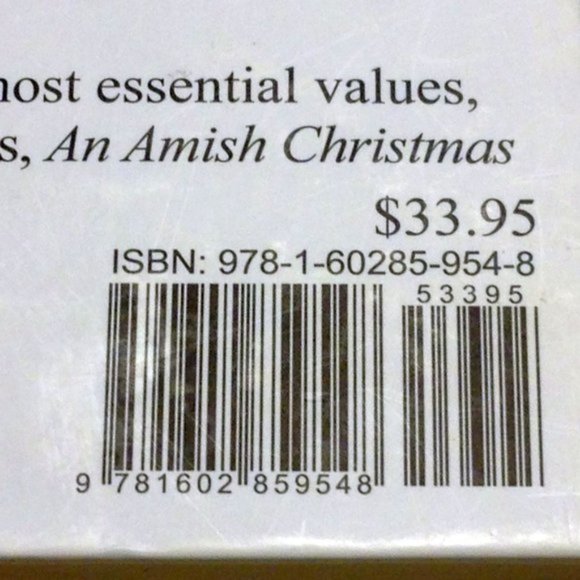 most essential values,
s, An Amish Christmas
$33.95
ISBN: 978-1-60285-954-8
53395
9 781602 859548